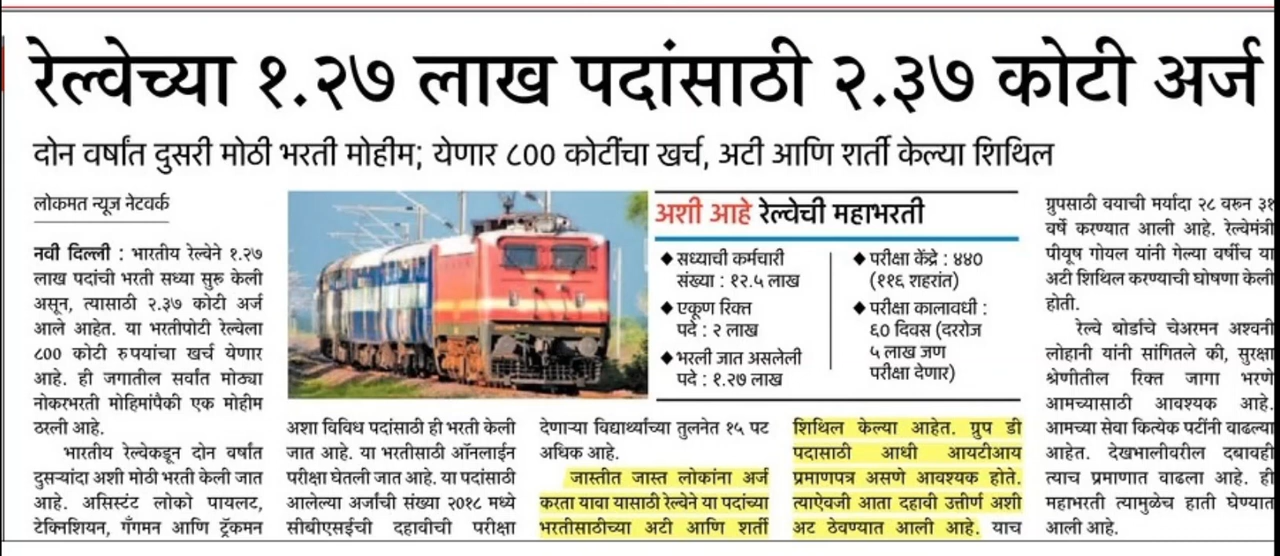 रेल्वेच्या १.२७ लाख पदांसाठी २.३७ कोटी अर्ज
दोन वर्षांत दुसरी मोठी भरती मोहीम; येणार ८०० कोटींचा खर्च, अटी आणि शर्ती केल्या शिथिल
लोकमत न्यूज नेटवर्क
नवी दिल्ली : भारतीय रेल्वेने १.२७
लाख पदांची भरती सध्या सुरू केली
असून, त्यासाठी २.३७ कोटी अर्ज
आले आहेत. या भरतीपोटी रेल्वेला
८०० कोटी रुपयांचा खर्च येणार
आहे. ही जगातील सर्वांत मोठ्या
नोकरभरती मोहिमांपैकी एक मोहीम
ठरली आहे.
भारतीय रेल्वेकडून दोन वर्षांत
दुसऱ्यांदा अशी मोठी भरती केली जात
आहे. असिस्टंट लोको पायलट,
टेक्निशियन, गँगमन आणि ट्रॅकमन
अशा विविध पदांसाठी ही भरती केली
जात आहे. या भरतीसाठी ऑनलाईन
परीक्षा घेतली जात आहे. या पदांसाठी
आलेल्या अर्जांची संख्या २०१८ मध्ये
सीबीएसईची दहावीची परीक्षा
देणाऱ्या विद्यार्थ्यांच्या तुलनेत १५ पट
अधिक आहे.
जास्तीत जास्त लोकांना अर्ज
करता यावा यासाठी रेल्वेने या पदांच्या
भरतीसाठीच्या अटी आणि शर्ती
शिथिल केल्या आहेत. ग्रुप डी
पदासाठी आधी आयटीआय
प्रमाणपत्र असणे आवश्यक होते.
त्याऐवजी आता दहावी उत्तीर्ण अशी
अट ठेवण्यात आली आहे. याच
अशी आहे रेल्वेची महाभरती
◆ सध्याची कर्मचारी
संख्या : १२.५ लाख
◆ एकूण रिक्त
पदे : २ लाख
◆ भरली जात असलेली
पदे : १.२७ लाख
◆ परीक्षा केंद्रे : ४४०
(११६ शहरांत)
◆ परीक्षा कालावधी :
६० दिवस (दररोज
५ लाख जण
परीक्षा देणार)
ग्रुपसाठी वयाची मर्यादा २८ वरून ३१
वर्षे करण्यात आली आहे. रेल्वेमंत्री
पीयूष गोयल यांनी गेल्या वर्षीच या
अटी शिथिल करण्याची घोषणा केली
होती.
रेल्वे बोर्डाचे चेअरमन अश्वनी
लोहानी यांनी सांगितले की, सुरक्षा
श्रेणीतील रिक्त जागा भरणे
आमच्यासाठी आवश्यक आहे.
आमच्या सेवा कित्येक पटींनी वाढल्या
आहेत. देखभालीवरील दबावही
त्याच प्रमाणात वाढला आहे. ही
महाभरती त्यामुळेच हाती घेण्यात
आली आहे.